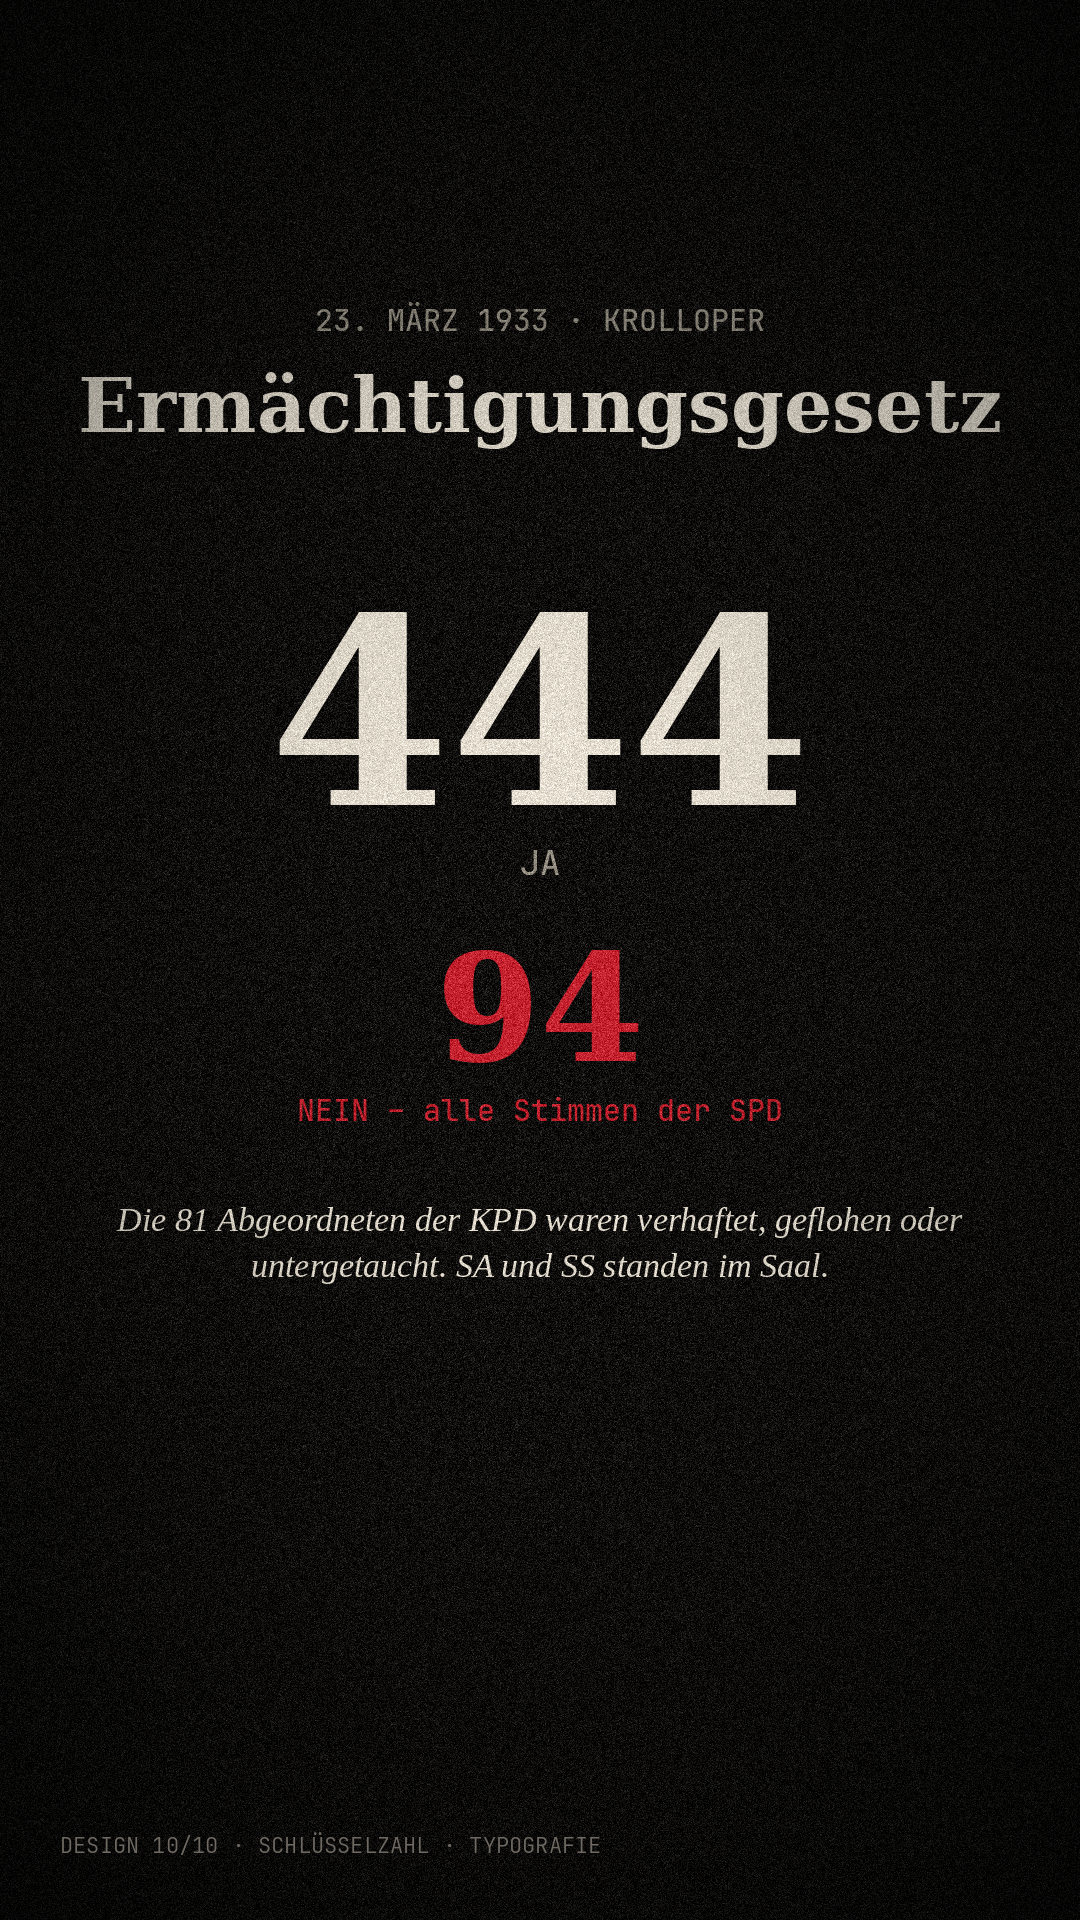 23. MÄRZ 1933 · KROLLOPER
Ermächtigungsgesetz
444
JA
94
NEIN – alle Stimmen der SPD
Die 81 Abgeordneten der KPD waren verhaftet, geflohen oder
untergetaucht. SA und SS standen im Saal.
DESIGN 10/10 · SCHLÜSSELZAHL · TYPOGRAFIE